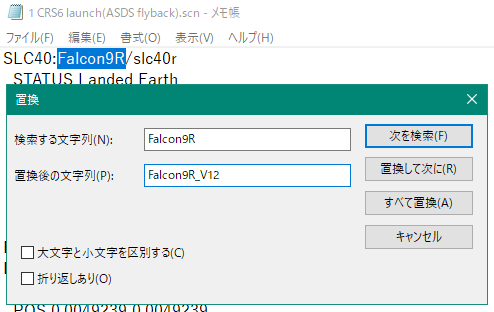 1 CRS6 launch(ASDS flyback).scn - メモ帳
ファイル(F) 編集(E) 書式(O) 表示(V) ヘルプ(H)
SLC40:Falcon9R/slc40r
STATUS Landed Earth
置換
検索する文字列(N): Falcon9R 次を検索(F)
置換後の文字列(P): Falcon9R_V12 置換して次に(R)
すべて置換(A)
キャンセル
大文字と小文字を区別する(C)
折り返しあり(O)
POS 0.0049239 0.0049239